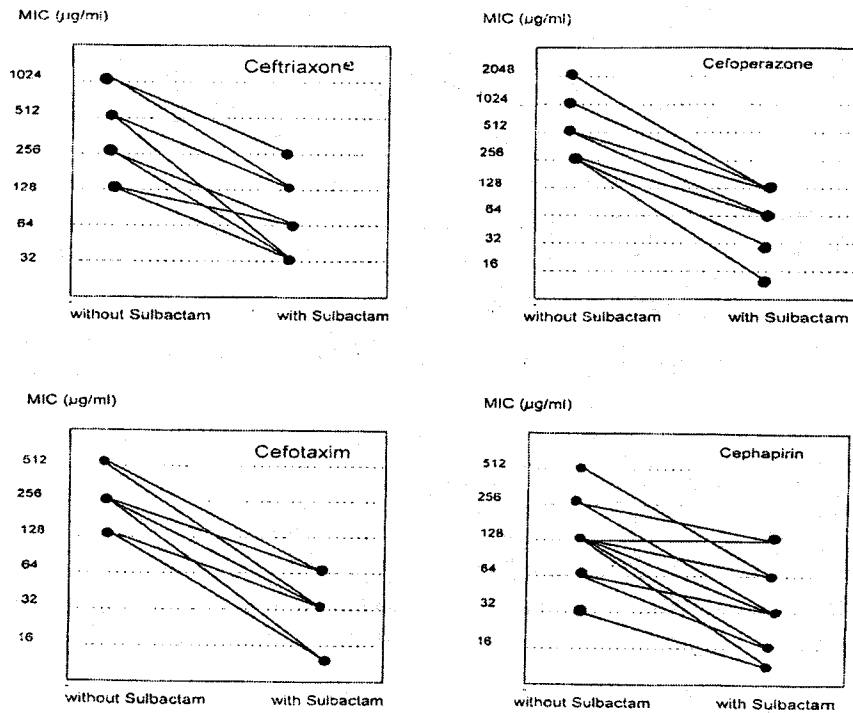 MIC (µg/ml)
Ceftriaxone
1024
512
256
128
64
32
without Sulbactam
with Sulbactam
MIC (µg/ml)
Cefoperazone
2048
1024
512
256
128
64
32
16
without Sulbactam
with Sulbactam
MIC (µg/ml)
Cefotaxim
512
256
128
64
32
16
without Sulbactam
with Sulbactam
MIC (µg/ml)
Cephapirin
512
256
128
64
32
16
without Sulbactam
with Sulbactam